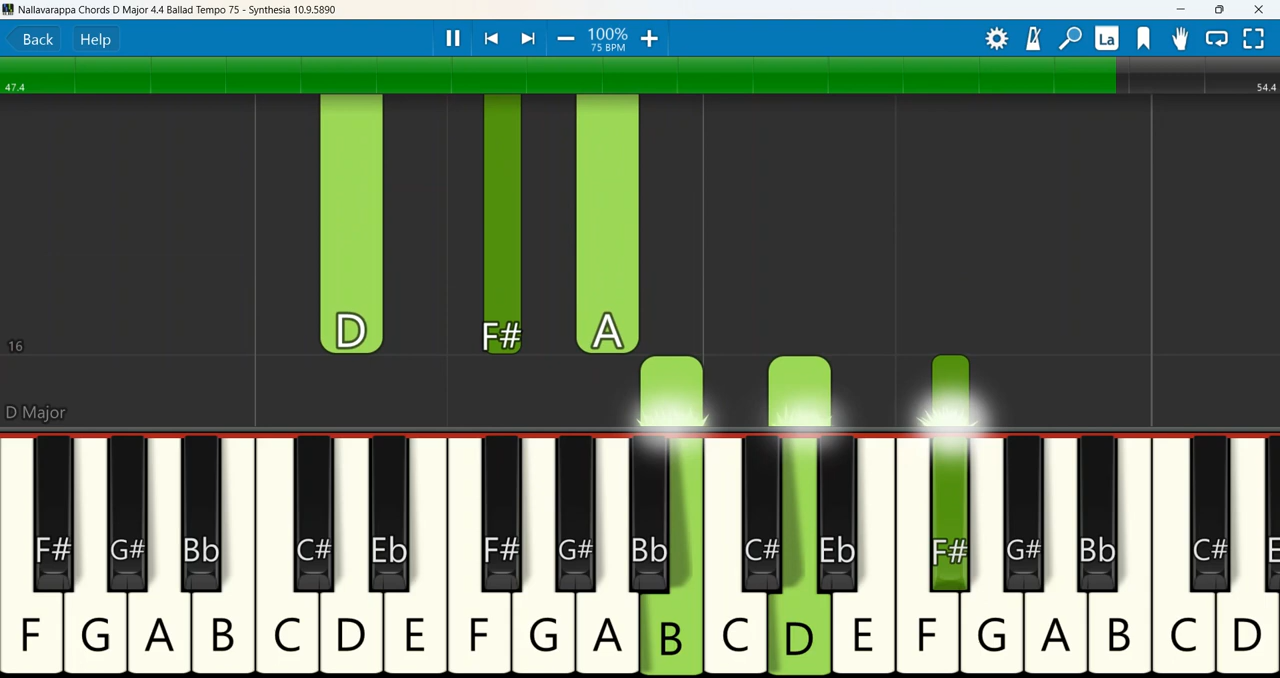 Nallavarappa Chords D Major 4.4 Ballad Tempo 75 - Synthesia 10.9.5890
Back Help 100% La
75 BPM
47.4 54.4
D F# A
16
D Major
F# G# Bb C# Eb F# G# Bb C# Eb F# G# Bb C# E
F G A B C D E F G A B C D E F G A B C D